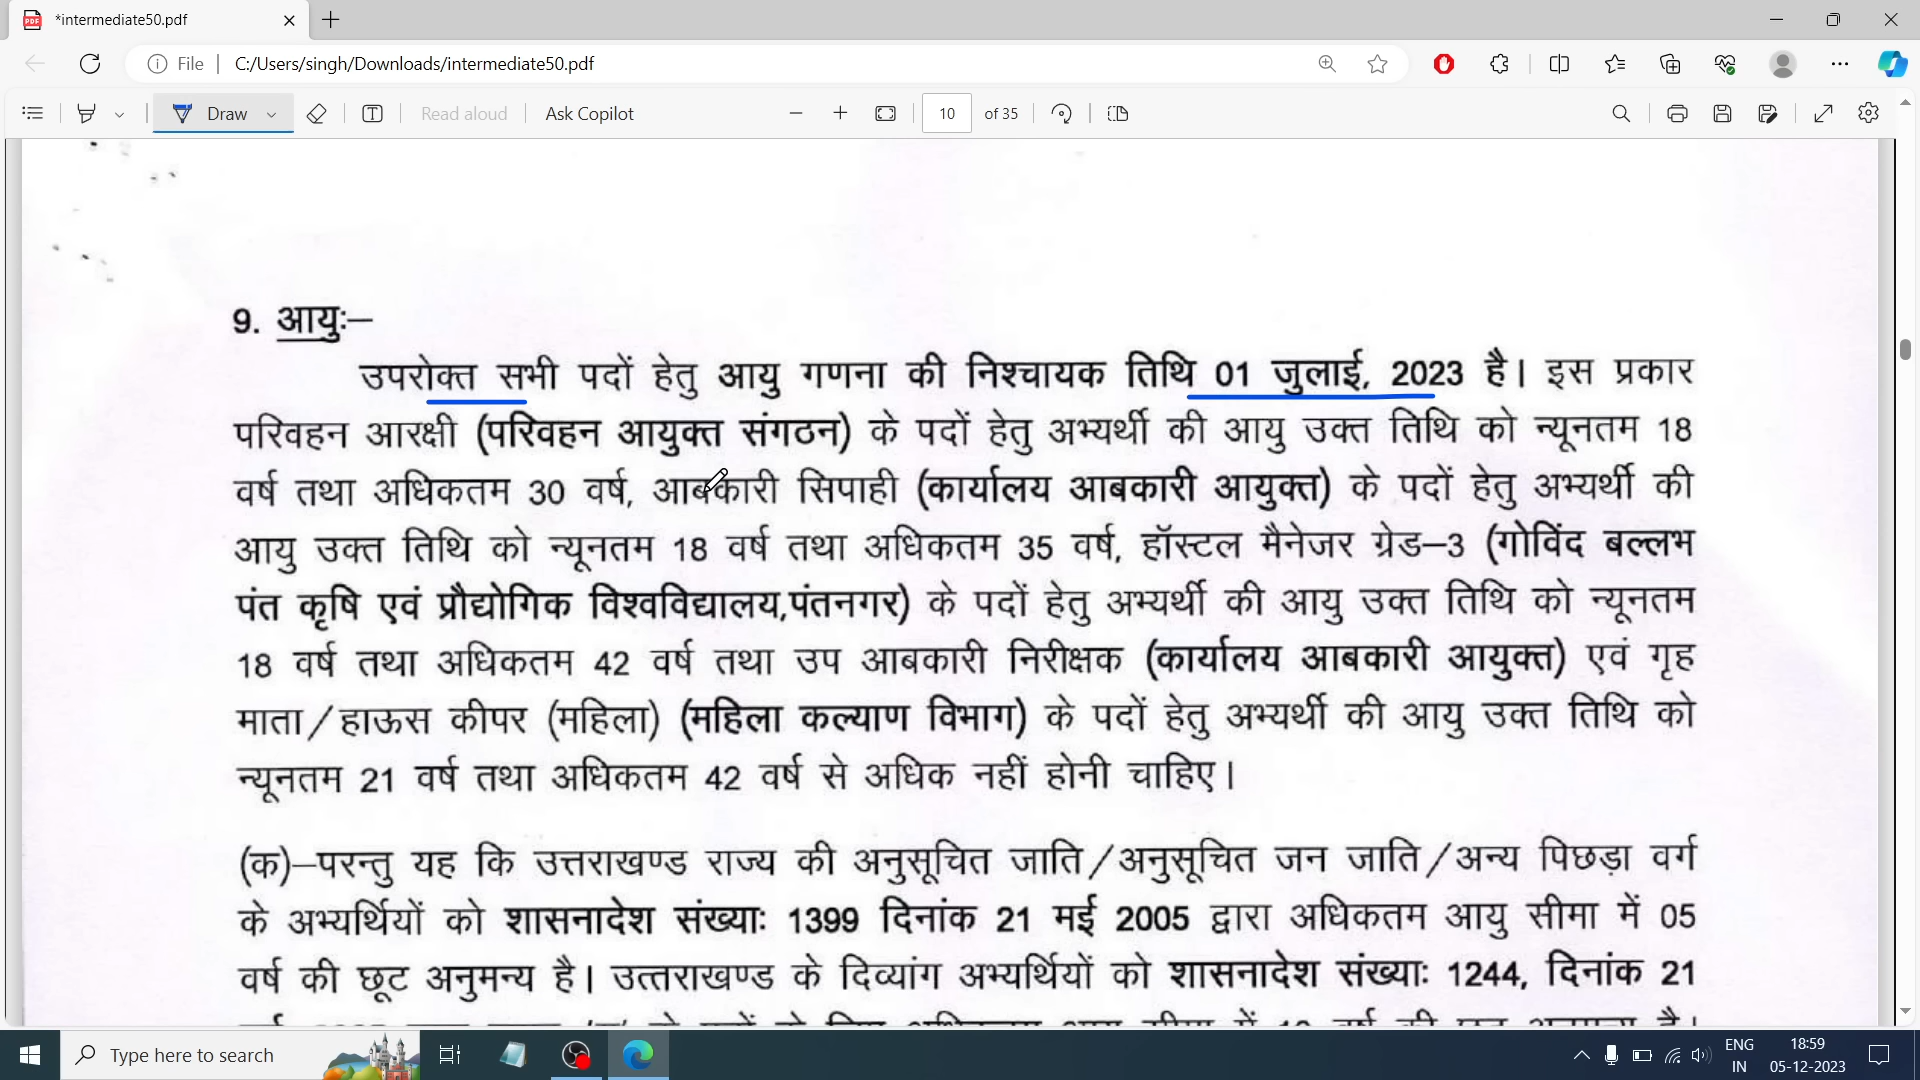 *intermediate50.pdf
File
C:/Users/singh/Downloads/intermediate50.pdf
Draw
Read aloud
Ask Copilot
10 of 35
9. आयुः—
उपरोक्त सभी पदों हेतु आयु गणना की निश्चायक तिथि 01 जुलाई, 2023 है। इस प्रकार
परिवहन आरक्षी (परिवहन आयुक्त संगठन) के पदों हेतु अभ्यर्थी की आयु उक्त तिथि को न्यूनतम 18
वर्ष तथा अधिकतम 30 वर्ष, आबकारी सिपाही (कार्यालय आबकारी आयुक्त) के पदों हेतु अभ्यर्थी की
आयु उक्त तिथि को न्यूनतम 18 वर्ष तथा अधिकतम 35 वर्ष, हॉस्टल मैनेजर ग्रेड–3 (गोविंद बल्लभ
पंत कृषि एवं प्रौद्योगिक विश्वविद्यालय,पंतनगर) के पदों हेतु अभ्यर्थी की आयु उक्त तिथि को न्यूनतम
18 वर्ष तथा अधिकतम 42 वर्ष तथा उप आबकारी निरीक्षक (कार्यालय आबकारी आयुक्त) एवं गृह
माता/हाऊस कीपर (महिला) (महिला कल्याण विभाग) के पदों हेतु अभ्यर्थी की आयु उक्त तिथि को
न्यूनतम 21 वर्ष तथा अधिकतम 42 वर्ष से अधिक नहीं होनी चाहिए।
(क)–परन्तु यह कि उत्तराखण्ड राज्य की अनुसूचित जाति/अनुसूचित जन जाति/अन्य पिछड़ा वर्ग
के अभ्यर्थियों को शासनादेश संख्याः 1399 दिनांक 21 मई 2005 द्वारा अधिकतम आयु सीमा में 05
वर्ष की छूट अनुमन्य है। उत्तराखण्ड के दिव्यांग अभ्यर्थियों को शासनादेश संख्याः 1244, दिनांक 21
Type here to search
ENG
IN
18:59
05-12-2023